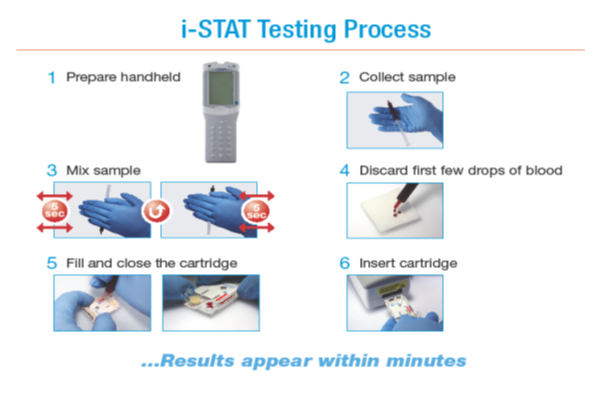 i-STAT Testing Process
1 Prepare handheld
2 Collect sample
3 Mix sample
5 sec
5 sec
4 Discard first few drops of blood
5 Fill and close the cartridge
6 Insert cartridge
...Results appear within minutes